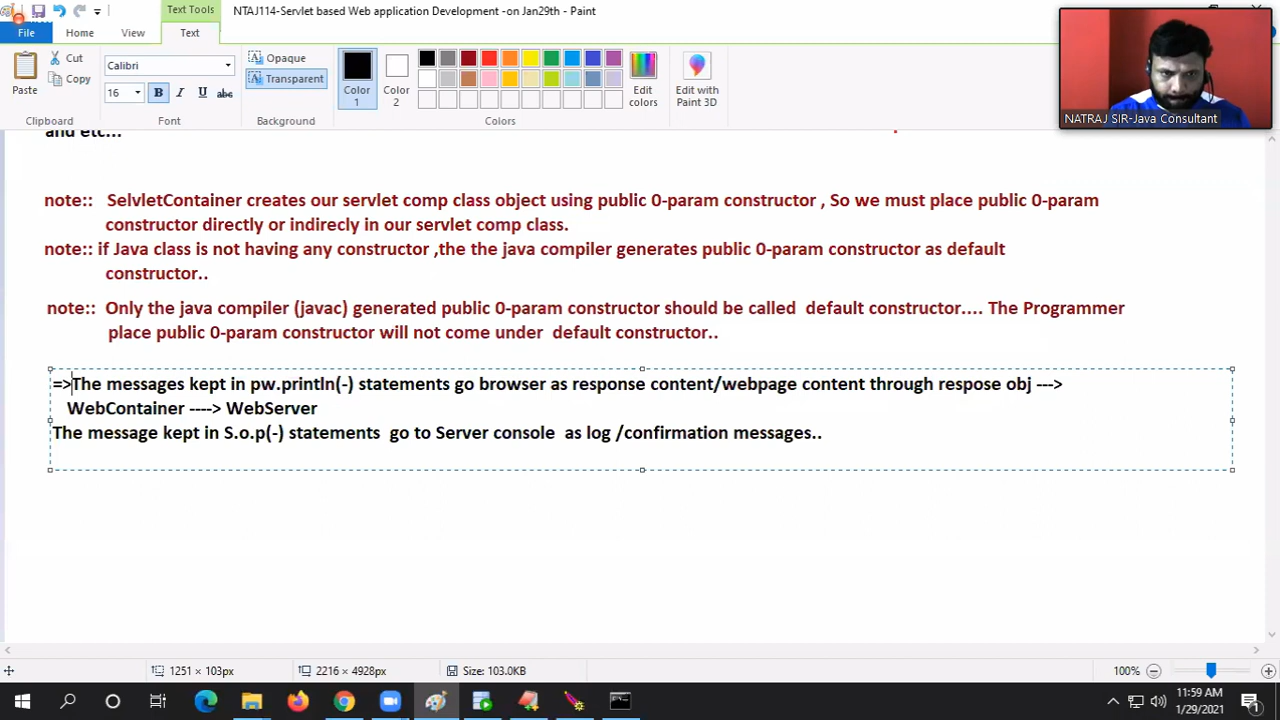 NTAJ114-Servlet based Web application Development -on Jan29th - Paint
Text Tools
File
Home
View
Text
Paste
Cut
Copy
Clipboard
Calibri
16
B
I
U
abc
Font
Opaque
Transparent
Background
Color
1
Color
2
Edit
colors
Edit with
Paint 3D
Colors
NATRAJ SIR-Java Consultant
and etc...
note:: SelvletContainer creates our servlet comp class object using public 0-param constructor , So we must place public 0-param
constructor directly or indirecly in our servlet comp class.
note:: if Java class is not having any constructor ,the the java compiler generates public 0-param constructor as default
constructor..
note:: Only the java compiler (javac) generated public 0-param constructor should be called default constructor.... The Programmer
place public 0-param constructor will not come under default constructor..
=>The messages kept in pw.println(-) statements go browser as response content/webpage content through respose obj --->
WebContainer ----> WebServer
The message kept in S.o.p(-) statements go to Server console as log /confirmation messages..
1251 × 103px
2216 × 4928px
Size: 103.0KB
100%
11:59 AM
1/29/2021
1